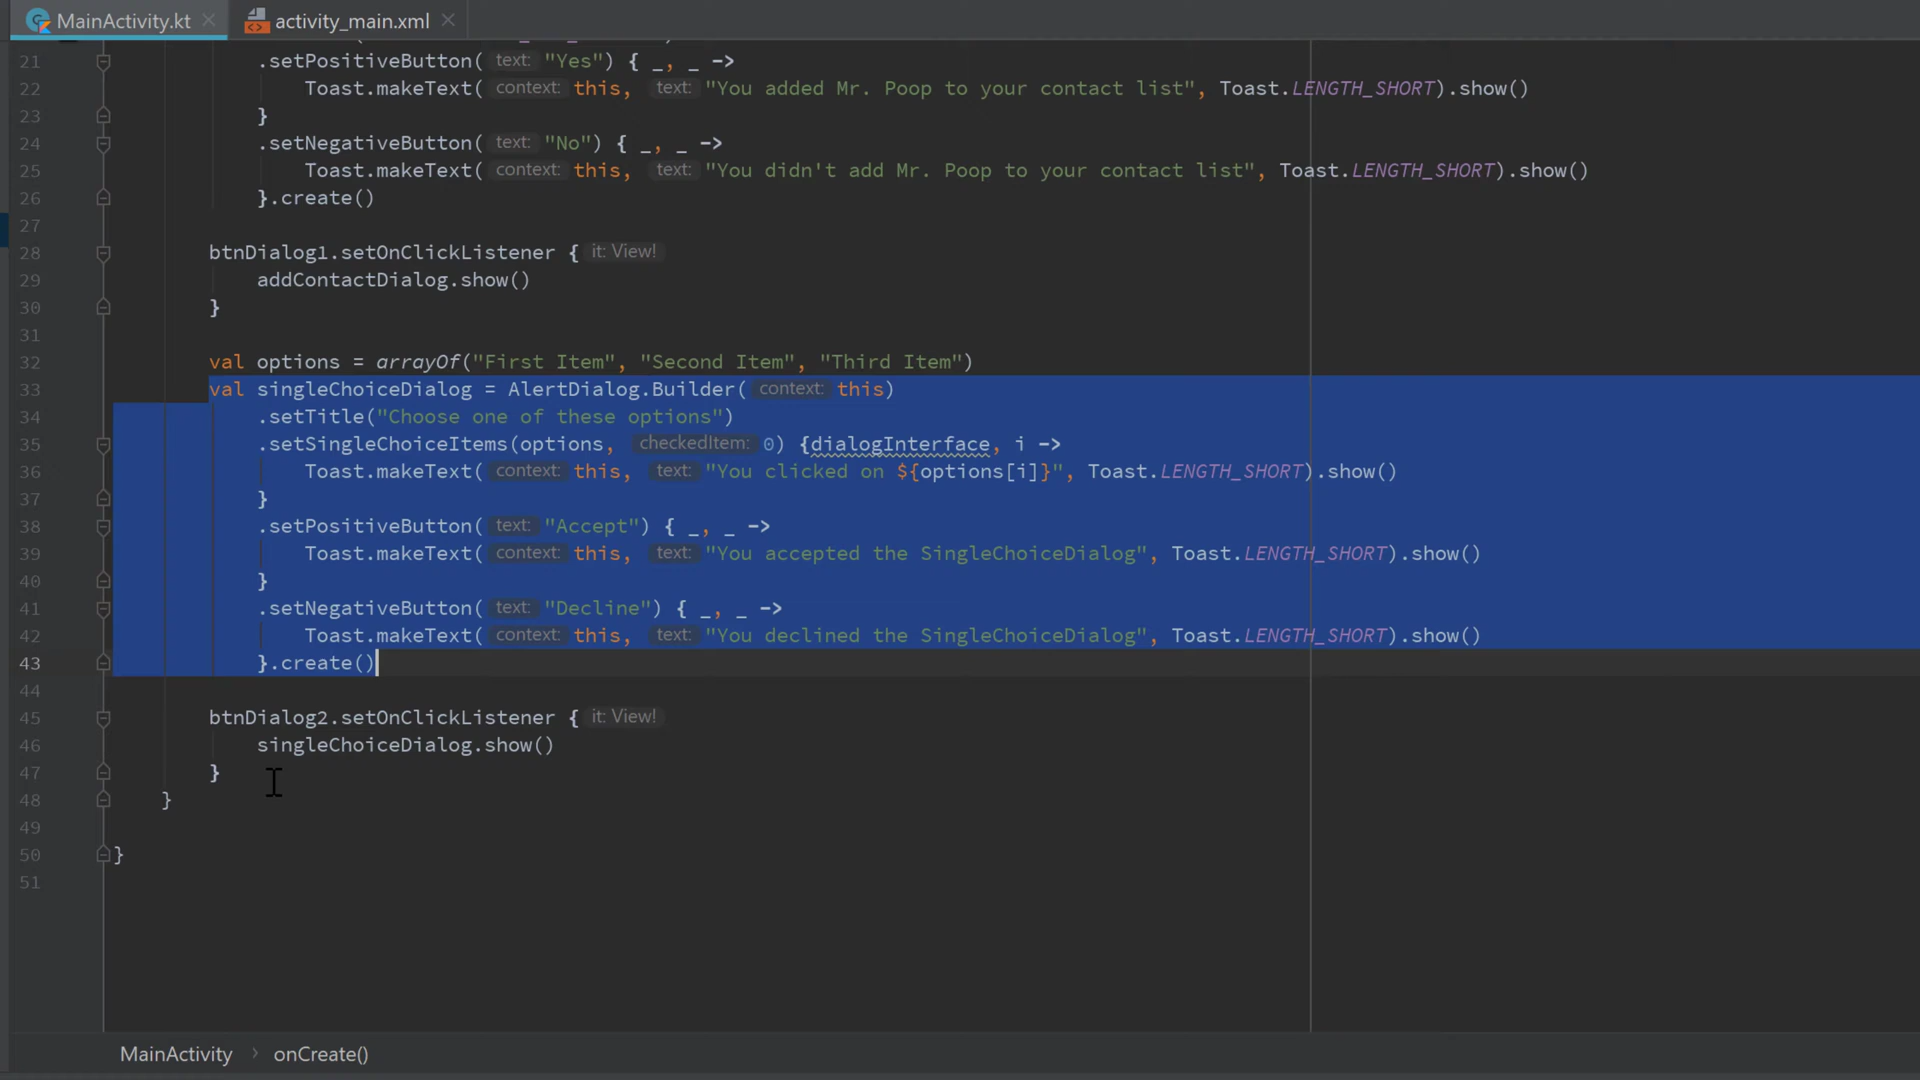 MainActivity.kt
activity_main.xml
21 .setPositiveButton( text: "Yes") { _, _ ->
22 Toast.makeText( context: this, text: "You added Mr. Poop to your contact list", Toast.LENGTH_SHORT).show()
23 }
24 .setNegativeButton( text: "No") { _, _ ->
25 Toast.makeText( context: this, text: "You didn't add Mr. Poop to your contact list", Toast.LENGTH_SHORT).show()
26 }.create()
27
28 btnDialog1.setOnClickListener { it: View!
29 addContactDialog.show()
30 }
31
32 val options = arrayOf("First Item", "Second Item", "Third Item")
33 val singleChoiceDialog = AlertDialog.Builder( context: this)
34 .setTitle("Choose one of these options")
35 .setSingleChoiceItems(options, checkedItem: 0) {dialogInterface, i ->
36 Toast.makeText( context: this, text: "You clicked on ${options[i]}", Toast.LENGTH_SHORT).show()
37 }
38 .setPositiveButton( text: "Accept") { _, _ ->
39 Toast.makeText( context: this, text: "You accepted the SingleChoiceDialog", Toast.LENGTH_SHORT).show()
40 }
41 .setNegativeButton( text: "Decline") { _, _ ->
42 Toast.makeText( context: this, text: "You declined the SingleChoiceDialog", Toast.LENGTH_SHORT).show()
43 }.create()
44
45 btnDialog2.setOnClickListener { it: View!
46 singleChoiceDialog.show()
47 }
48 }
49
50 }
51
MainActivity › onCreate()